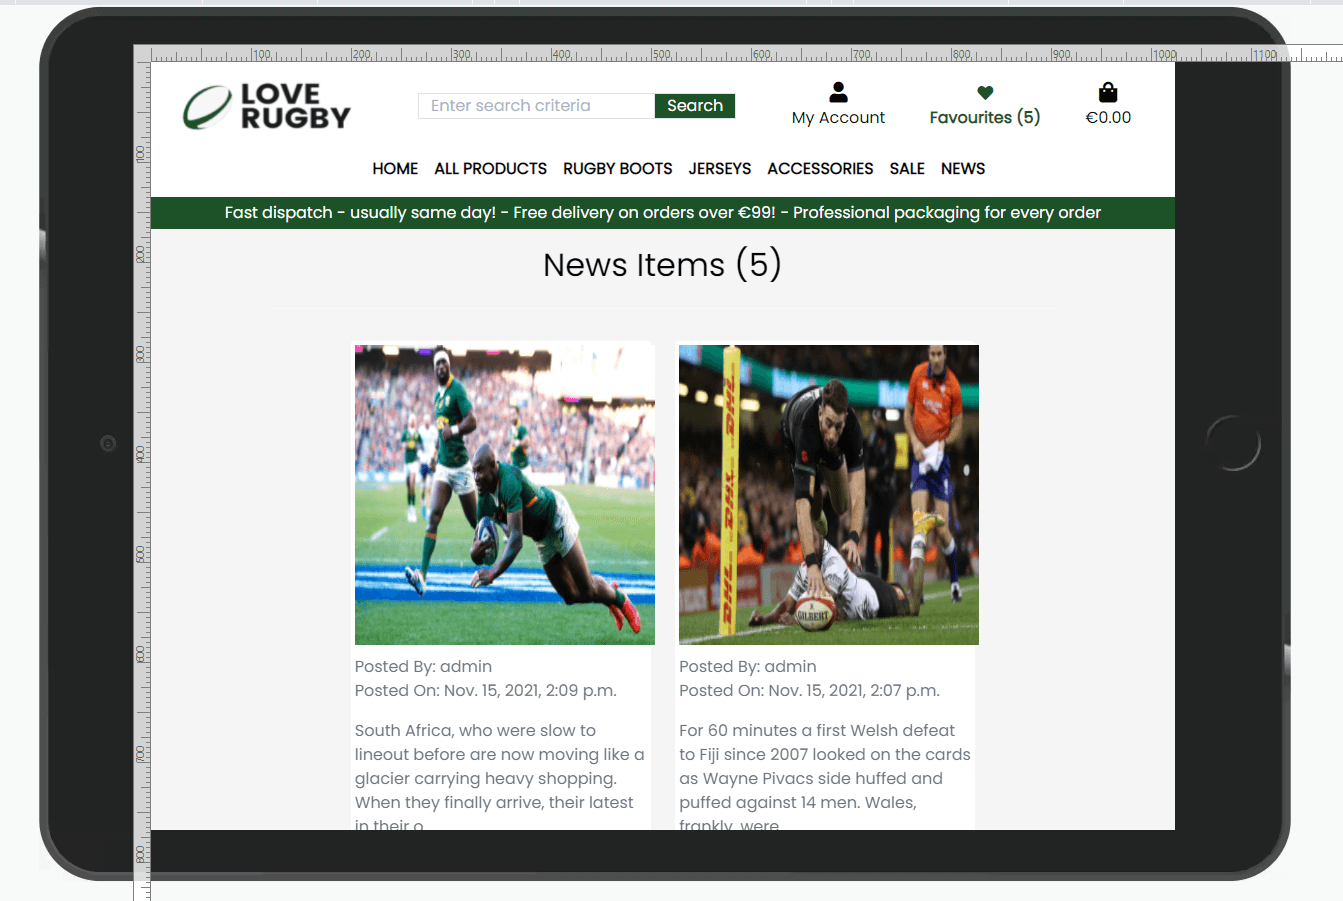 100 200 300 400 500 600 700 800 900 1000 1100
LOVE
RUGBY
Enter search criteria
Search
My Account
Favourites (5)
€0.00
HOME ALL PRODUCTS RUGBY BOOTS JERSEYS ACCESSORIES SALE NEWS
Fast dispatch - usually same day! - Free delivery on orders over €99! - Professional packaging for every order
News Items (5)
DHL
DHL
DHL
GILBERT
Posted By: admin
Posted On: Nov. 15, 2021, 2:09 p.m.
South Africa, who were slow to
lineout before are now moving like a
glacier carrying heavy shopping.
When they finally arrive, their latest
in their o
Posted By: admin
Posted On: Nov. 15, 2021, 2:07 p.m.
For 60 minutes a first Welsh defeat
to Fiji since 2007 looked on the cards
as Wayne Pivacs side huffed and
puffed against 14 men. Wales,
frankly, were
100
200
300
400
500
600
700
800